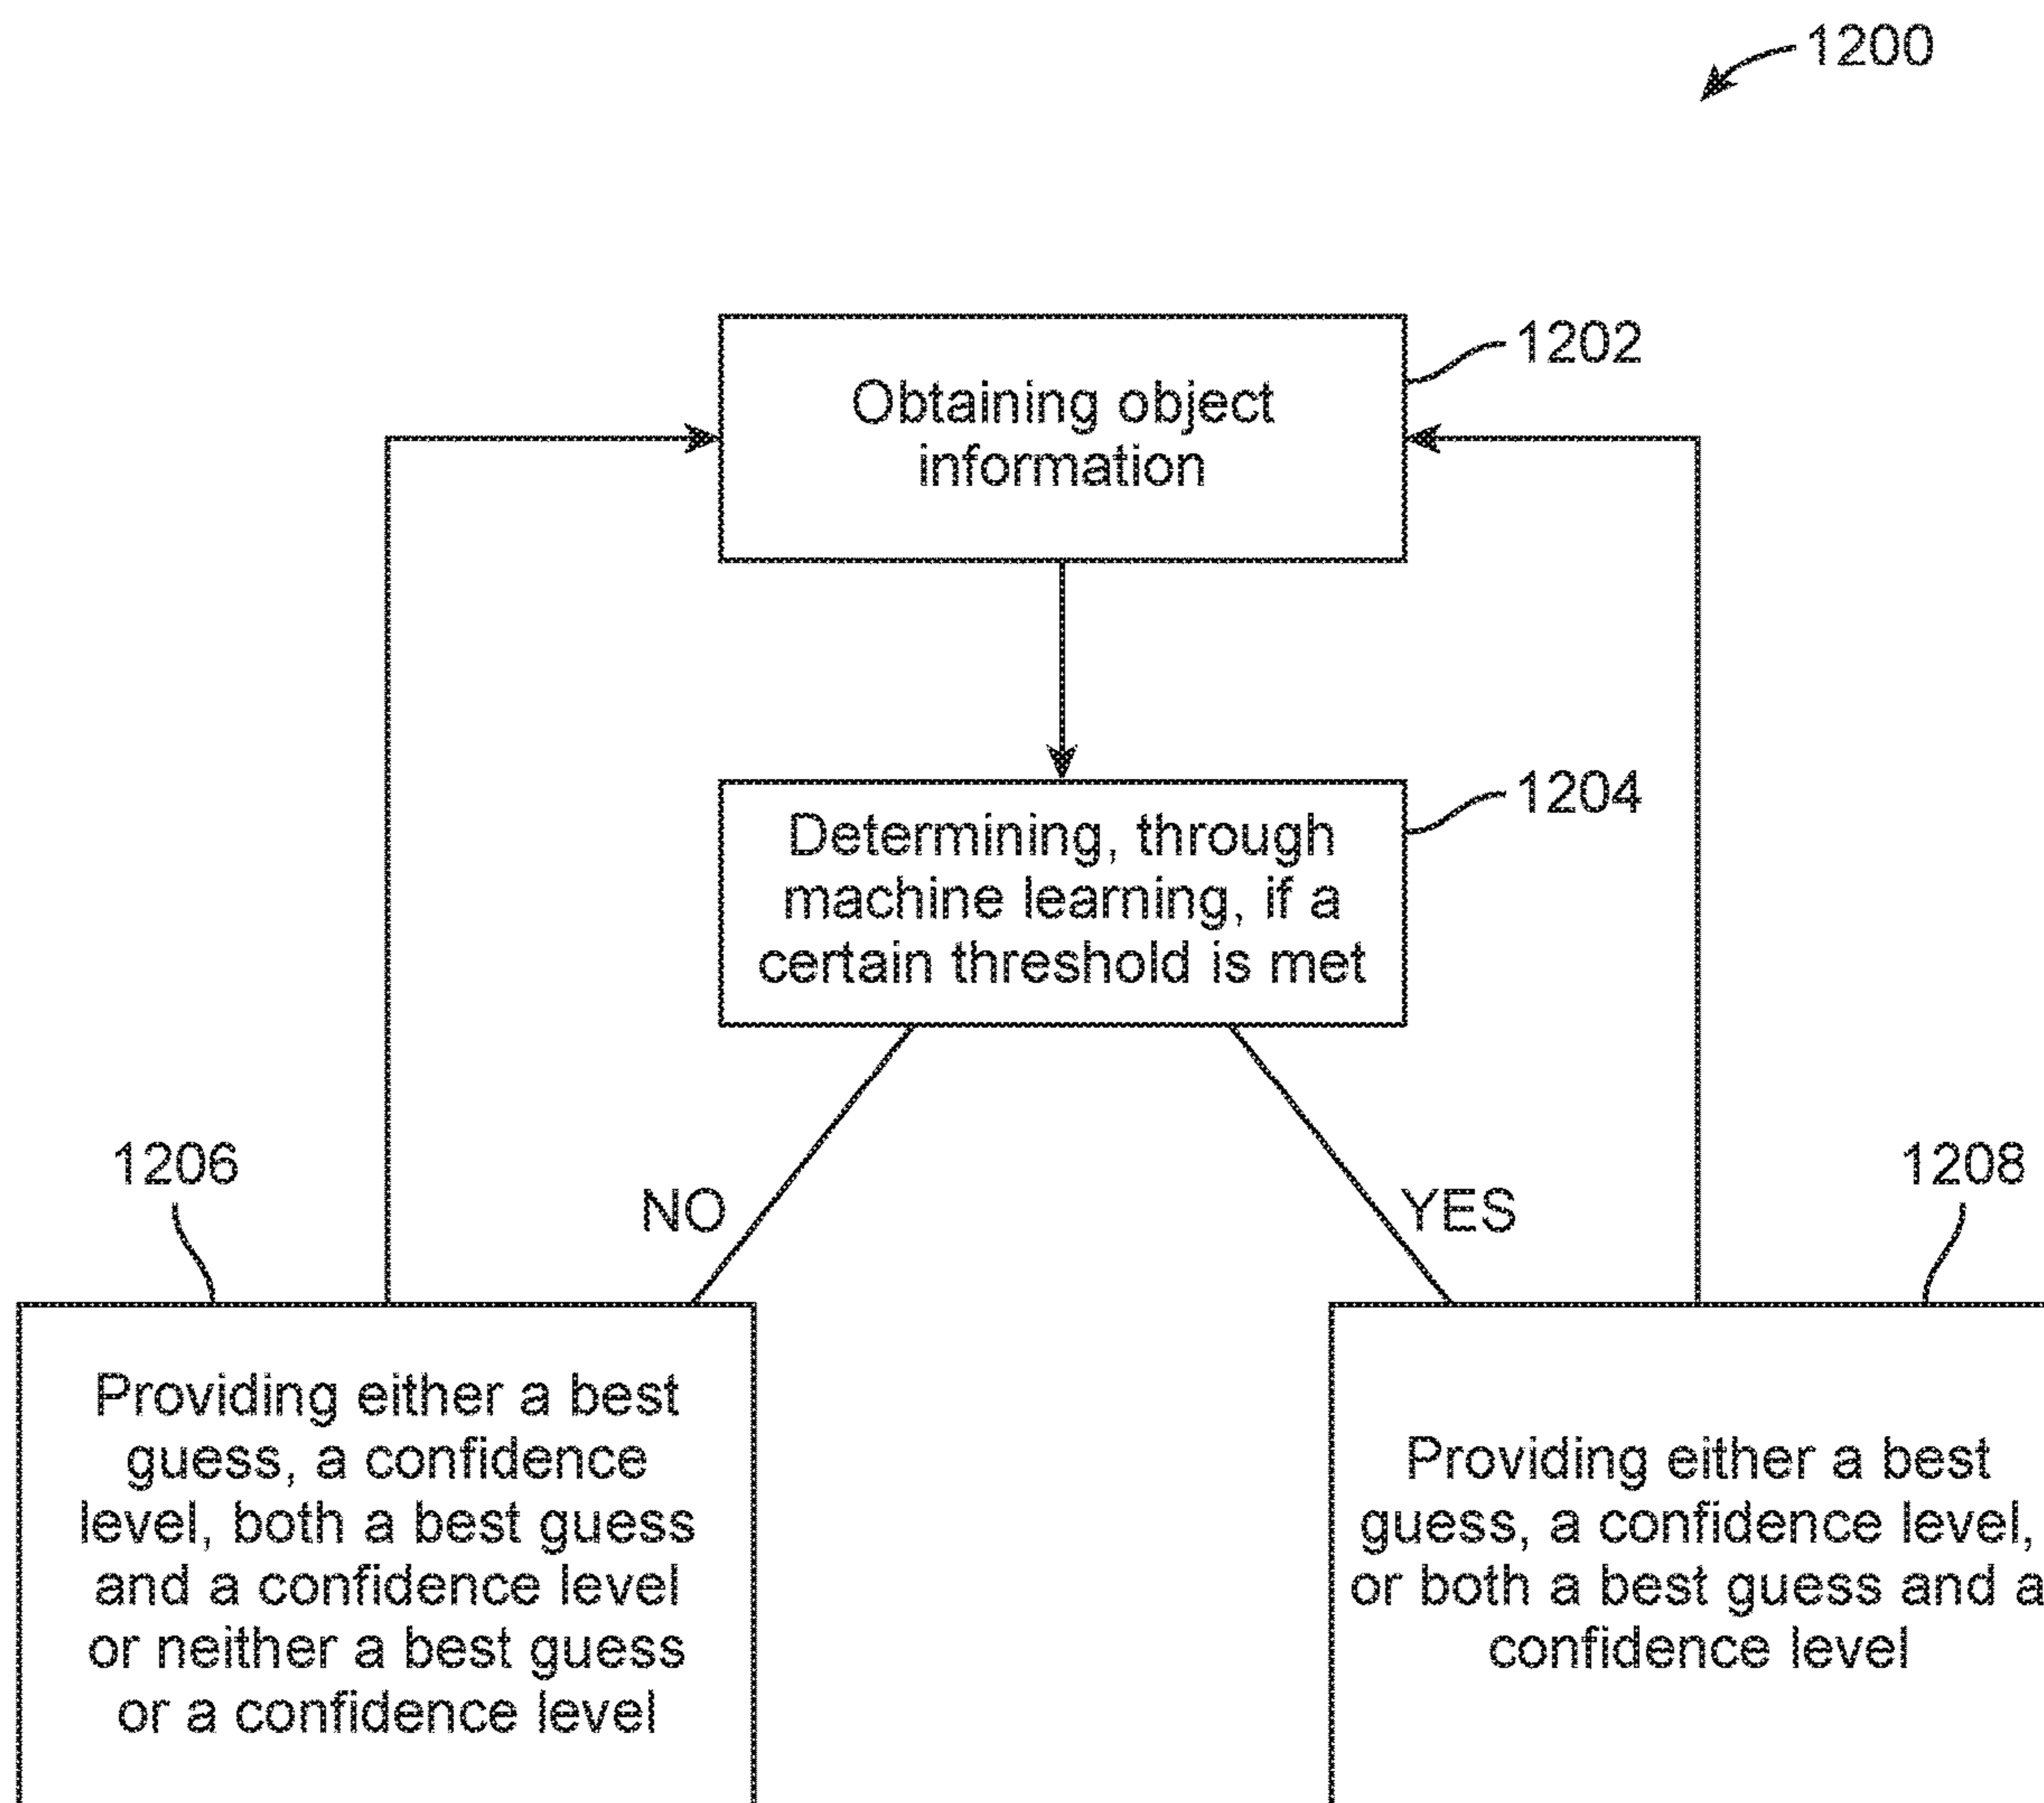 1200
1202
Obtaining object
information
1204
Determining, through
machine learning, if a
certain threshold is met
1206
NO
YES
1208
Providing either a best
guess, a confidence
level, both a best guess
and a confidence level
or neither a best guess
or a confidence level
Providing either a best
guess, a confidence level,
or both a best guess and a
confidence level